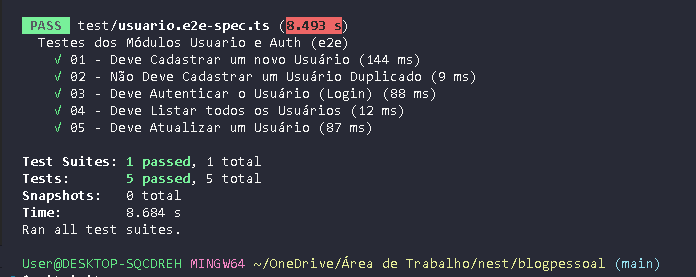 PASS test/usuario.e2e-spec.ts (8.493 s)
Testes dos Módulos Usuario e Auth (e2e)
√ 01 - Deve Cadastrar um novo Usuário (144 ms)
√ 02 - Não Deve Cadastrar um Usuário Duplicado (9 ms)
√ 03 - Deve Autenticar o Usuário (Login) (88 ms)
√ 04 - Deve Listar todos os Usuários (12 ms)
√ 05 - Deve Atualizar um Usuário (87 ms)
Test Suites: 1 passed, 1 total
Tests: 5 passed, 5 total
Snapshots: 0 total
Time: 8.684 s
Ran all test suites.
User@DESKTOP-SQCDREH MINGW64 ~/OneDrive/Área de Trabalho/nest/blogpessoal (main)